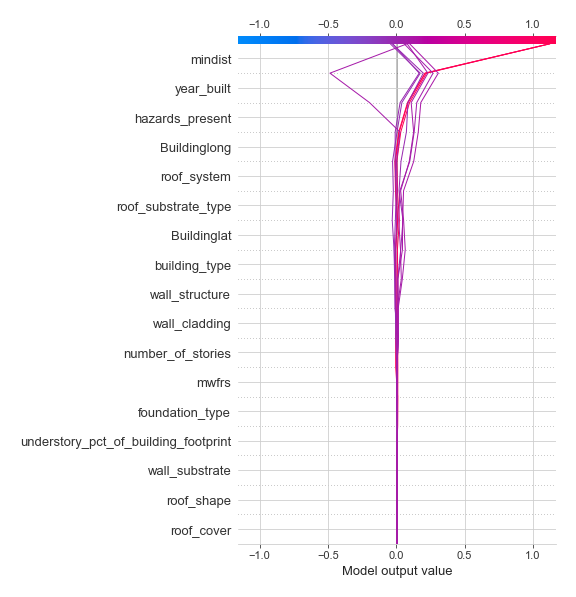 −1.0 −0.5 0.0 0.5 1.0
mindist
year_built
hazards_present
Buildinglong
roof_system
roof_substrate_type
Buildinglat
building_type
wall_structure
wall_cladding
number_of_stories
mwfrs
foundation_type
understory_pct_of_building_footprint
wall_substrate
roof_shape
roof_cover
−1.0 −0.5 0.0 0.5 1.0
Model output value